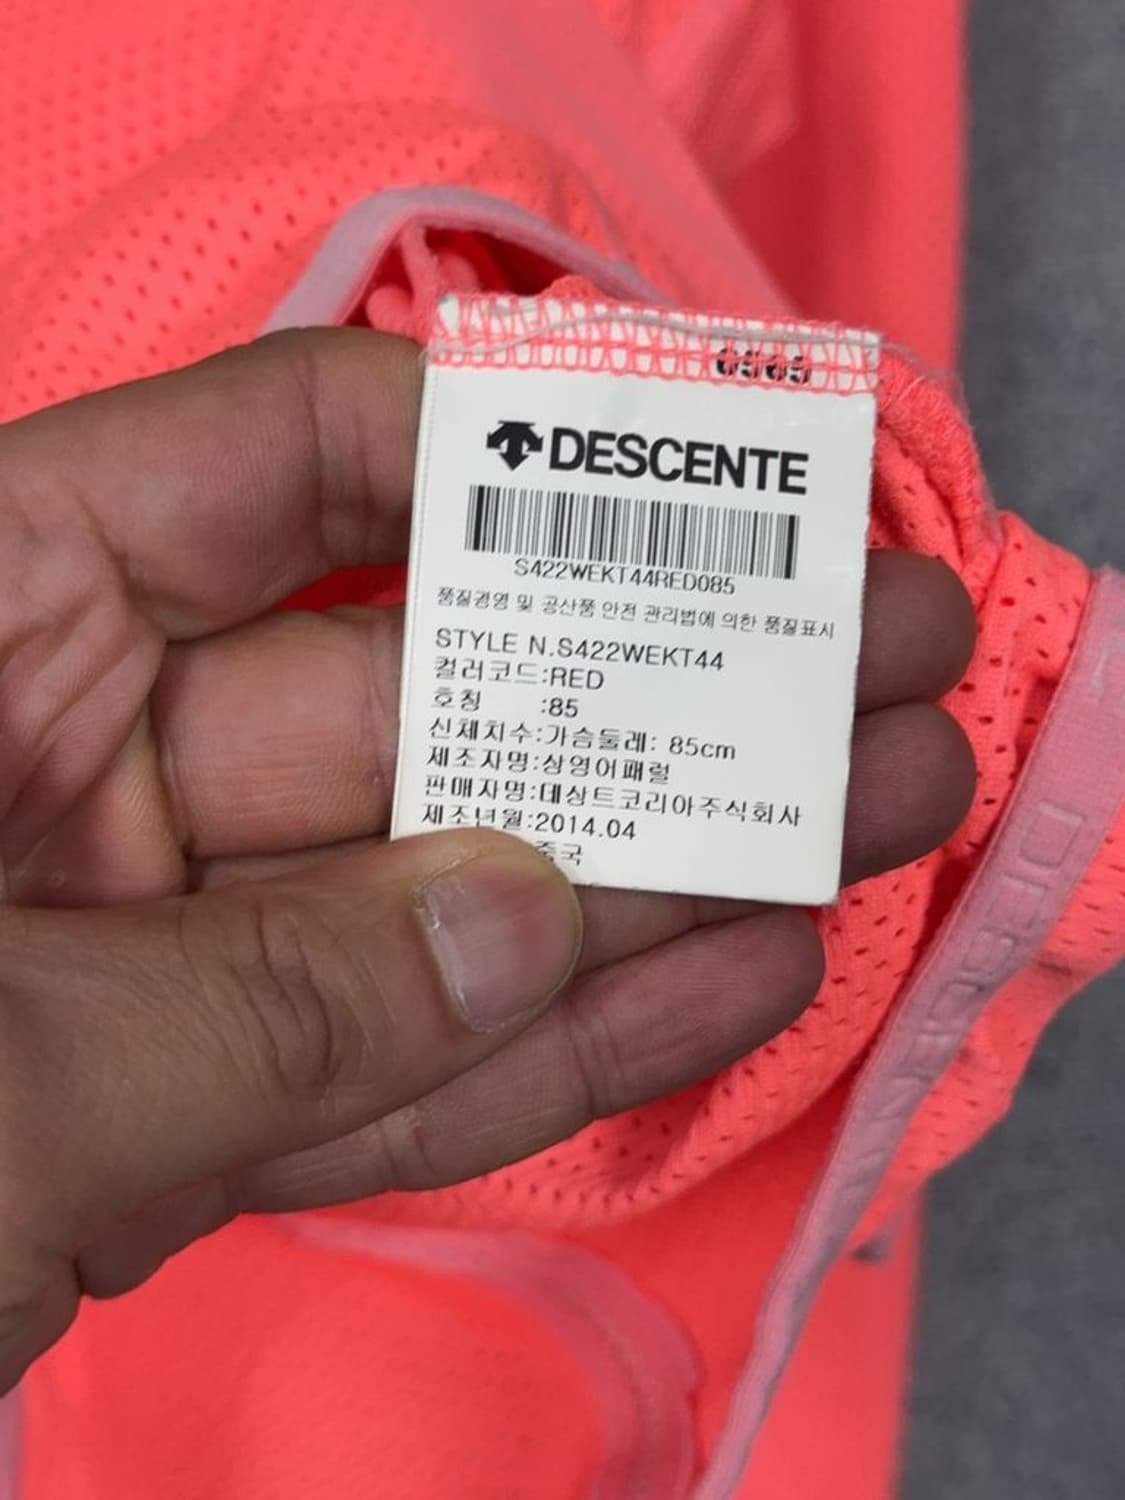 DESCENTE
S422WEKT44RED085
품질경영 및 공산품 안전 관리법에 의한 품질표시
STYLE N.S422WEKT44
컬러코드:RED
호칭 :85
신체치수:가슴둘레: 85cm
제조자명:상영어패럴
판매자명:데상트코리아주식회사
제조년월:2014.04
중국